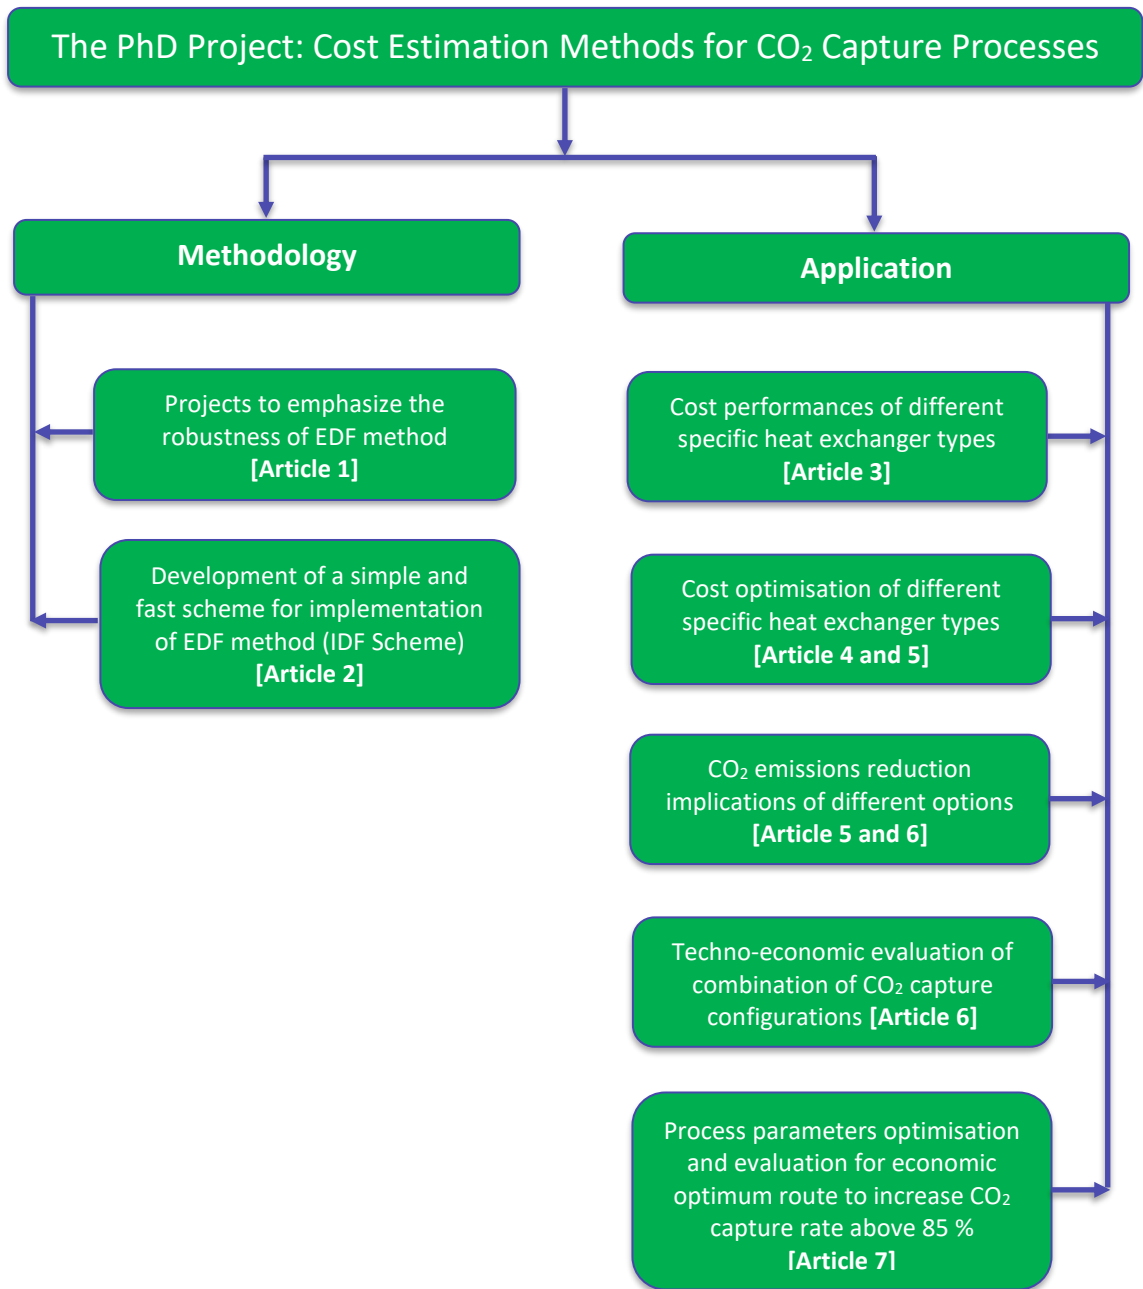 The PhD Project: Cost Estimation Methods for CO₂ Capture Processes
Methodology
Projects to emphasize the
robustness of EDF method
[Article 1]
Development of a simple and
fast scheme for implementation
of EDF method (IDF Scheme)
[Article 2]
Application
Cost performances of different
specific heat exchanger types
[Article 3]
Cost optimisation of different
specific heat exchanger types
[Article 4 and 5]
CO₂ emissions reduction
implications of different options
[Article 5 and 6]
Techno-economic evaluation of
combination of CO₂ capture
configurations [Article 6]
Process parameters optimisation
and evaluation for economic
optimum route to increase CO₂
capture rate above 85 %
[Article 7]